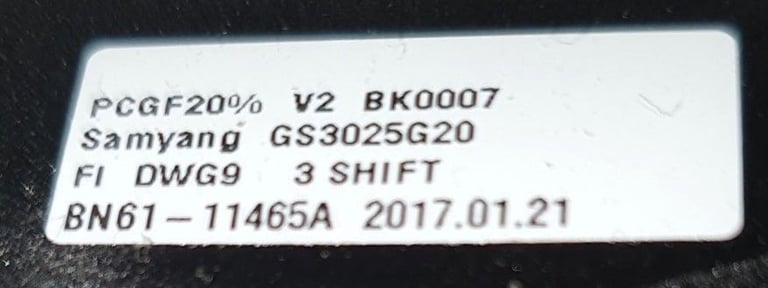 PCGF20% V2 BK0007
Samyang GS3025G20
FI DWG9 3 SHIFT
BN61-11465A 2017.01.21